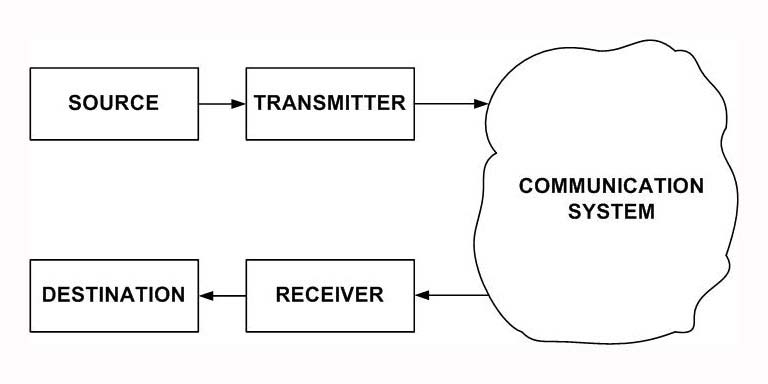 SOURCE
TRANSMITTER
COMMUNICATION
SYSTEM
DESTINATION
RECEIVER